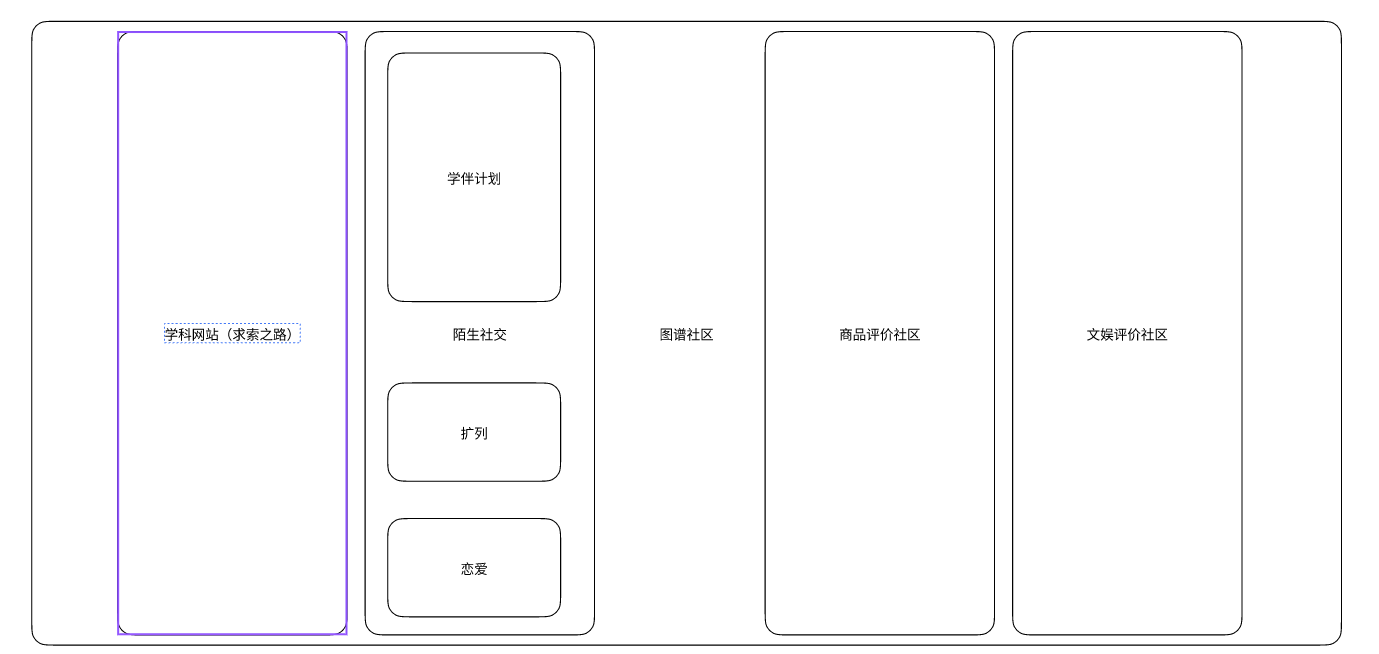 学伴计划
学科网站（求索之路）
陌生社交
图谱社区
商品评价社区
文娱评价社区
扩列
恋爱